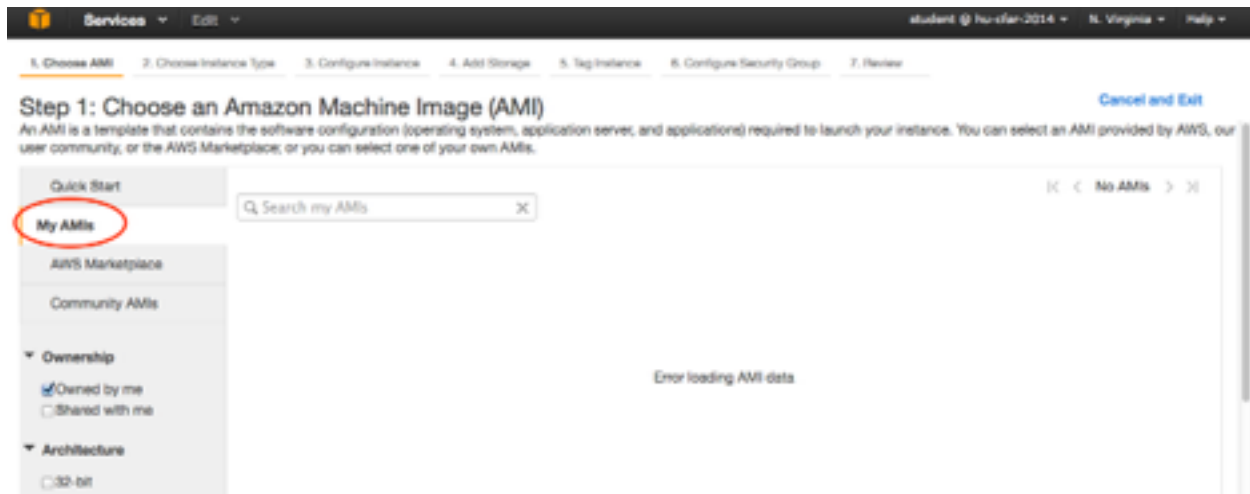 Services Edit student @ hu-cfar-2014 N. Virginia Help
1. Choose AMI 2. Choose Instance Type 3. Configure Instance 4. Add Storage 5. Tag Instance 6. Configure Security Group 7. Review
Step 1: Choose an Amazon Machine Image (AMI) Cancel and Exit
An AMI is a template that contains the software configuration (operating system, application server, and applications) required to launch your instance. You can select an AMI provided by AWS, our
user community, or the AWS Marketplace; or you can select one of your own AMIs.
Quick Start
No AMIs
Search my AMIs
My AMIs
AWS Marketplace
Community AMIs
Ownership
Owned by me
Error loading AMI data
Shared with me
Architecture
32-bit